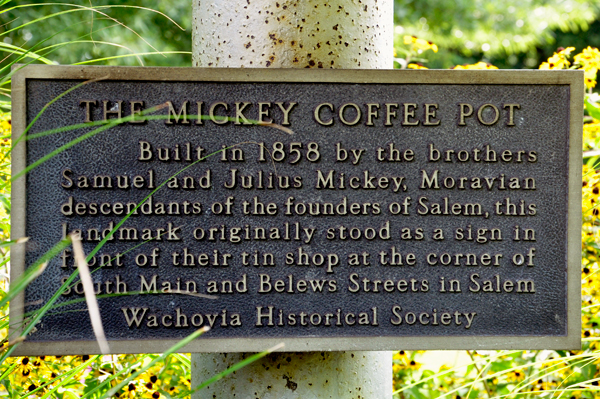 THE MICKEY COFFEE POT
Built in 1858 by the brothers
Samuel and Julius Mickey, Moravian
descendants of the founders of Salem, this
landmark originally stood as a sign in
front of their tin shop at the corner of
South Main and Belews Streets in Salem
Wachovia Historical Society